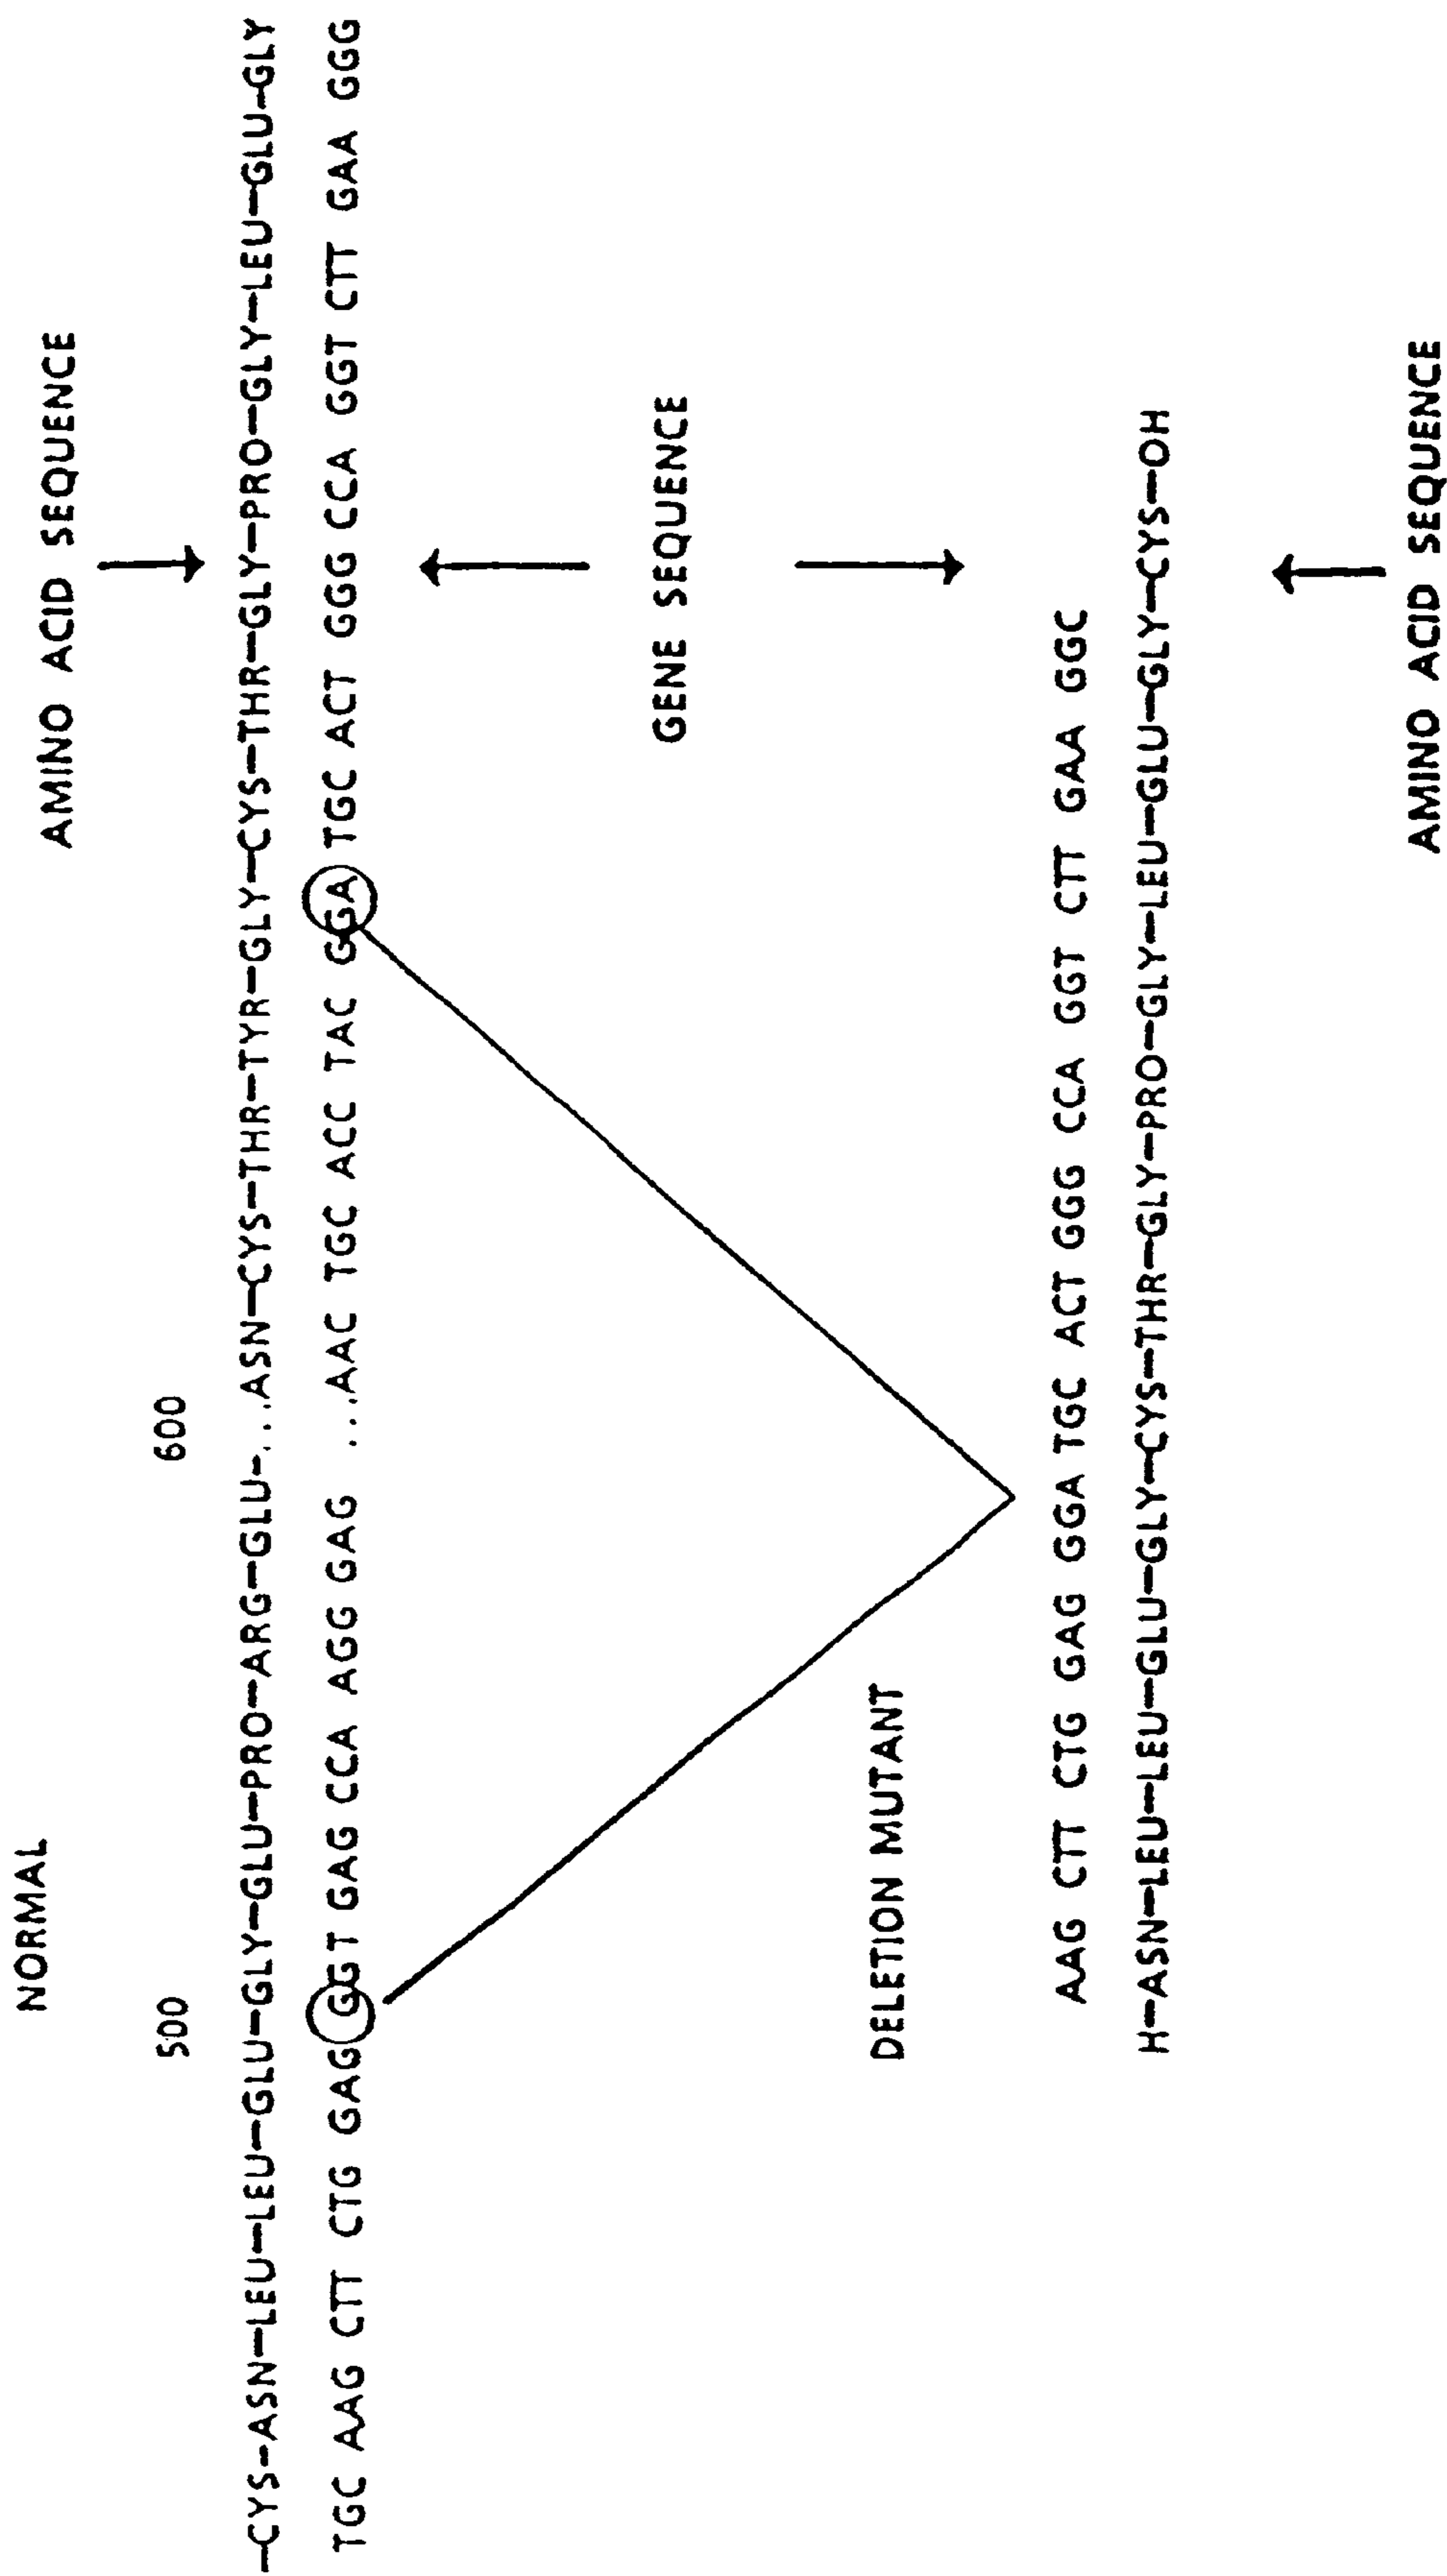 NORMAL
AMINO ACID SEQUENCE
500 600
—CYS—ASN—LEU—LEU—GLU—GLU—GLY—GLU—PRO—ARG—GLU-...ASN—CYS—THR—TYR—GLY—CYS—THR—GLY—PRO—GLY—LEU—GLU—GLY
TGC AAG CTT CTG GAG GGT GAG CCA AGG GAG ...AAC TGC ACC TAC GGA TGC ACT GGG CCA GGT CTT GAA GGG
GENE SEQUENCE
DELETION MUTANT
AAG CTT CTG GAG GGA TGC ACT GGG CCA GGT CTT GAA GGC
H—ASN—LEU—LEU—GLU—GLU—GLY—CYS—THR—GLY—PRO—GLY—LEU—GLU—GLU—GLY—CYS—OH
AMINO ACID SEQUENCE